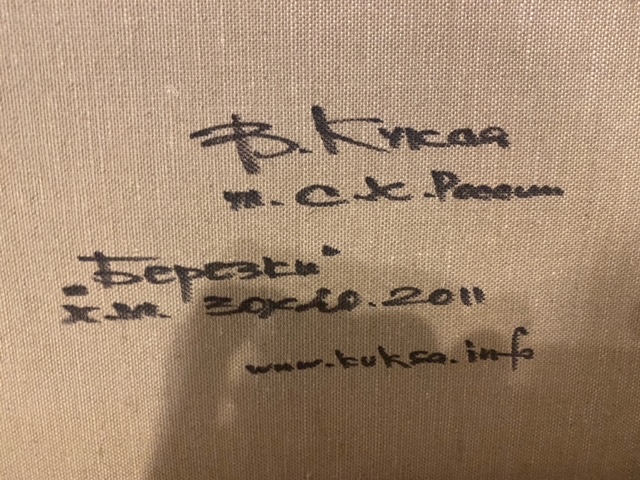 В. Кукса
т. С. Х. России
„Березки"
х.м. 30х40. 2011
www.kuksa.info